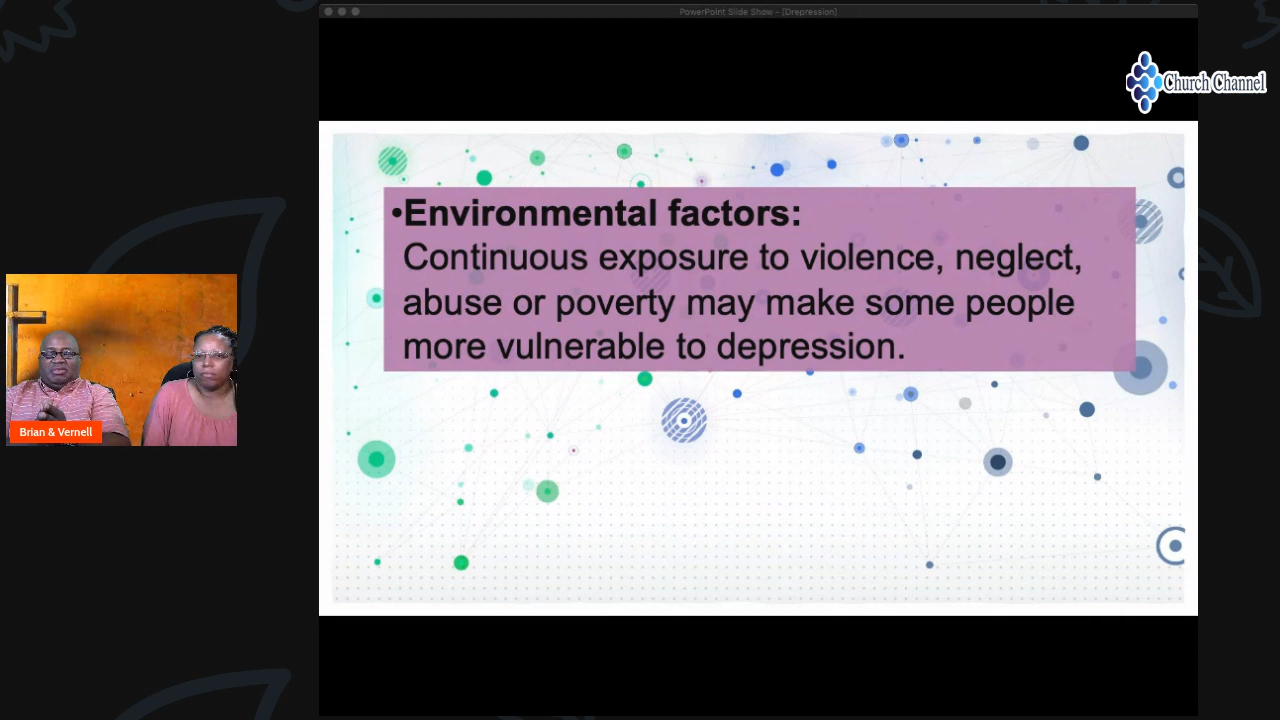 PowerPoint Slide Show - [Drepression]
Church Channel
•Environmental factors:
Continuous exposure to violence, neglect,
abuse or poverty may make some people
more vulnerable to depression.
Brian & Vernell